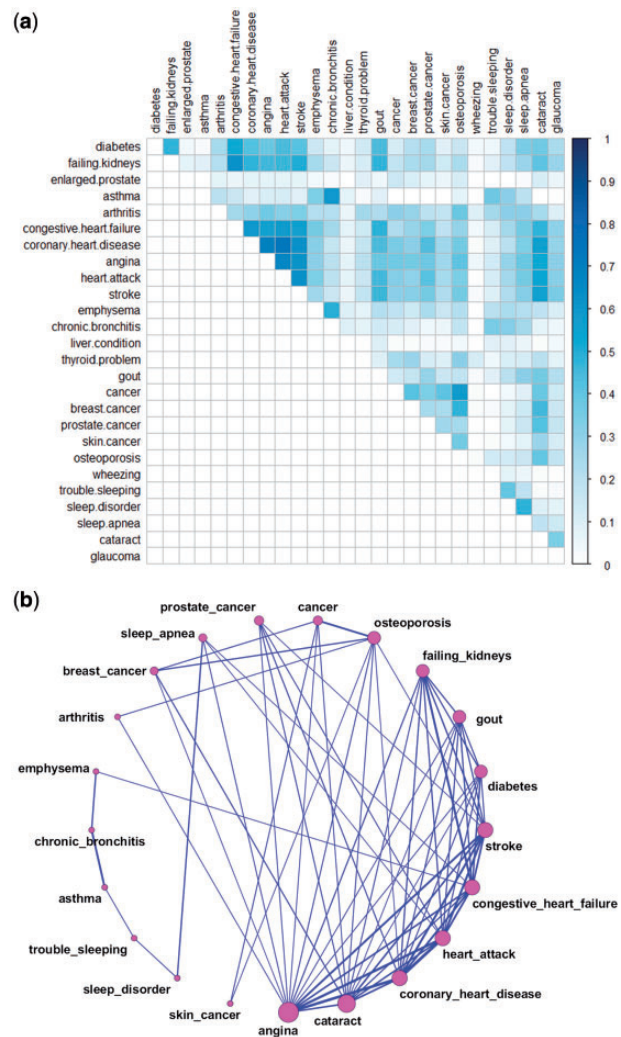 (a)
diabetes
failing.kidneys
enlarged.prostate
asthma
arthritis
congestive.heart.failure
coronary.heart.disease
angina
heart.attack
stroke
emphysema
chronic.bronchitis
liver.condition
thyroid.problem
gout
cancer
breast.cancer
prostate.cancer
skin.cancer
osteoporosis
wheezing
trouble.sleeping
sleep.disorder
sleep.apnea
cataract
glaucoma
diabetes
failing.kidneys
enlarged.prostate
asthma
arthritis
congestive.heart.failure
coronary.heart.disease
angina
heart.attack
stroke
emphysema
chronic.bronchitis
liver.condition
thyroid.problem
gout
cancer
breast.cancer
prostate.cancer
skin.cancer
osteoporosis
wheezing
trouble.sleeping
sleep.disorder
sleep.apnea
cataract
glaucoma
1
0.9
0.8
0.7
0.6
0.5
0.4
0.3
0.2
0.1
0
(b)
prostate_cancer
cancer
sleep_apnea
osteoporosis
breast_cancer
failing_kidneys
arthritis
gout
emphysema
diabetes
chronic_bronchitis
stroke
asthma
congestive_heart_failure
trouble_sleeping
heart_attack
sleep_disorder
coronary_heart_disease
skin_cancer
cataract
angina